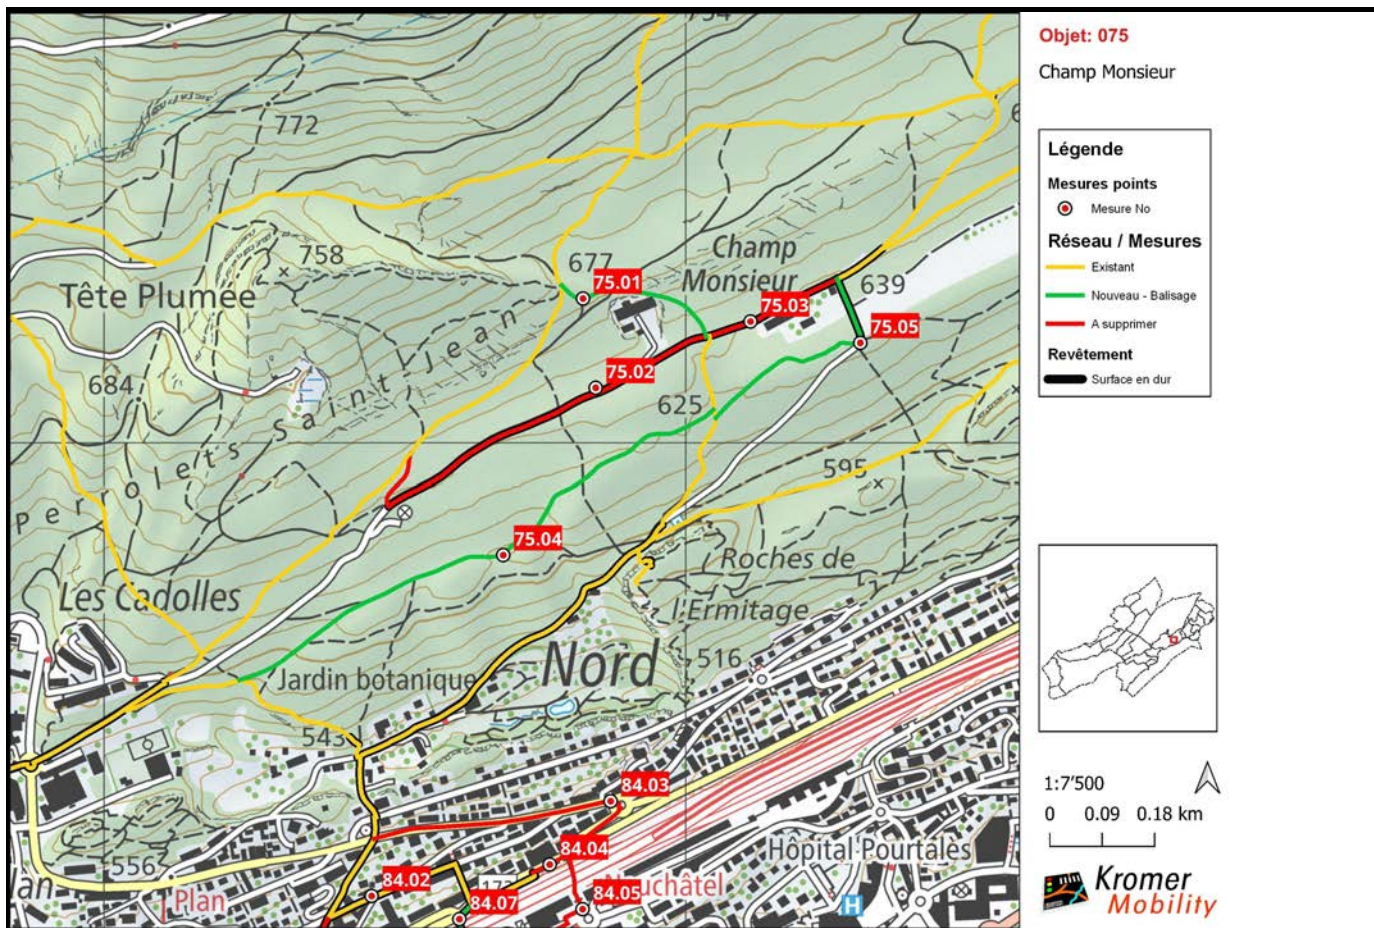 Objet: 075
Champ Monsieur
Légende
Mesures points
Mesure No
Réseau / Mesures
Existant
Nouveau - Balisage
A supprimer
Revêtement
Surface en dur
1:7'500
0 0.09 0.18 km
Kromer
Mobility
772
758
677
75.01
Champ
Monsieur
639
75.03
75.05
Tête Plumée
75.02
684
625
Perrolets Saint-Jean
595
75.04
Roches de
l'Ermitage
Les Cadolles
Nord
516
Jardin botanique
543
84.03
84.04
Hôpital Pourtalès
556
Plan
84.02
173
84.07
Neuchâtel
84.05
H